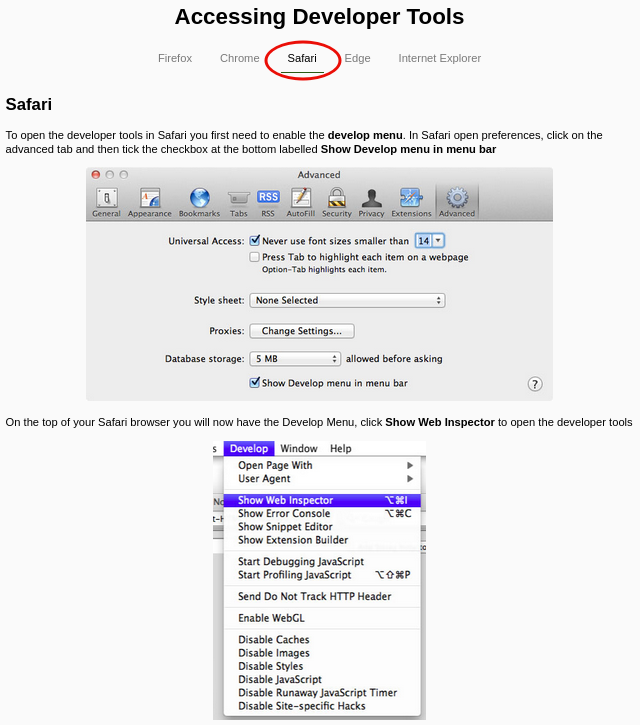 Accessing Developer Tools
Firefox Chrome Safari Edge Internet Explorer
Safari
To open the developer tools in Safari you first need to enable the develop menu. In Safari open preferences, click on the
advanced tab and then tick the checkbox at the bottom labelled Show Develop menu in menu bar
Advanced
RSS
General Appearance Bookmarks Tabs RSS AutoFill Security Privacy Extensions Advanced
Universal Access: Never use font sizes smaller than 14
Press Tab to highlight each item on a webpage
Option-Tab highlights each item.
Style sheet: None Selected
Proxies: Change Settings...
Database storage: 5 MB allowed before asking
Show Develop menu in menu bar
?
On the top of your Safari browser you will now have the Develop Menu, click Show Web Inspector to open the developer tools
s Develop Window Help
Open Page With
User Agent
Show Web Inspector ⌥⌘I
Show Error Console ⌥⌘C
Show Snippet Editor
Show Extension Builder
Start Debugging JavaScript
Start Profiling JavaScript ⌥⇧⌘P
Send Do Not Track HTTP Header
Enable WebGL
Disable Caches
Disable Images
Disable Styles
Disable JavaScript
Disable Runaway JavaScript Timer
Disable Site-specific Hacks